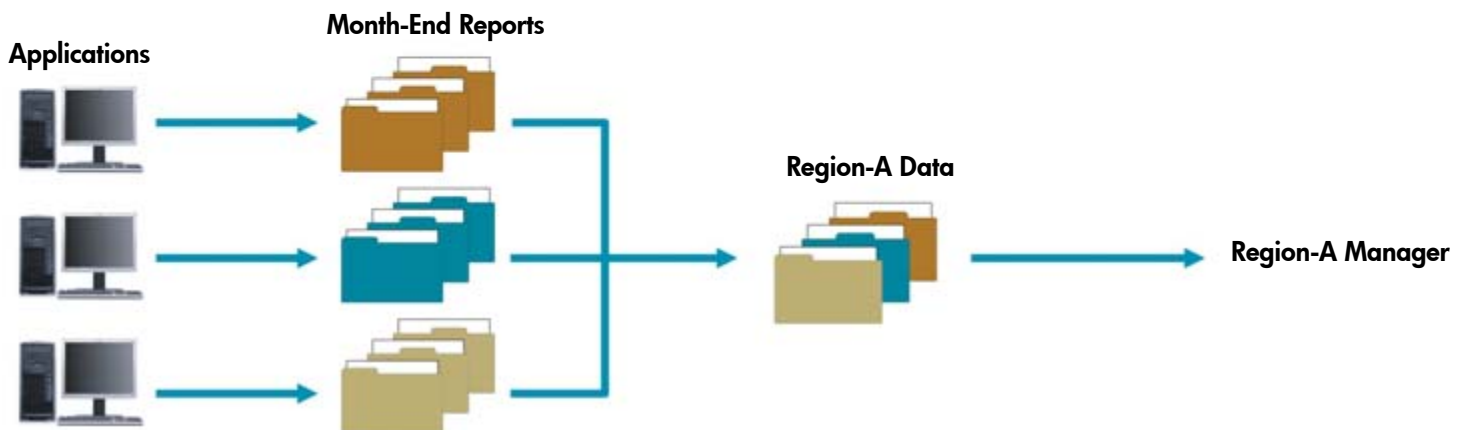 Month-End Reports
Applications
Region-A Data
Region-A Manager